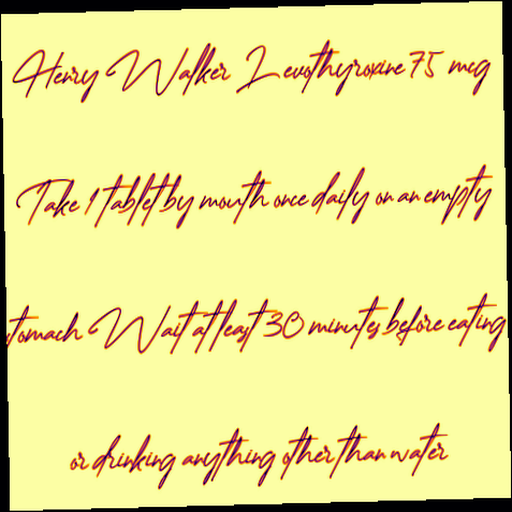 Henry Walker Levothyroxine 75 mcg
Take 1 tablet by mouth once daily on an empty
stomach Wait at least 30 minutes before eating
or drinking anything other than water